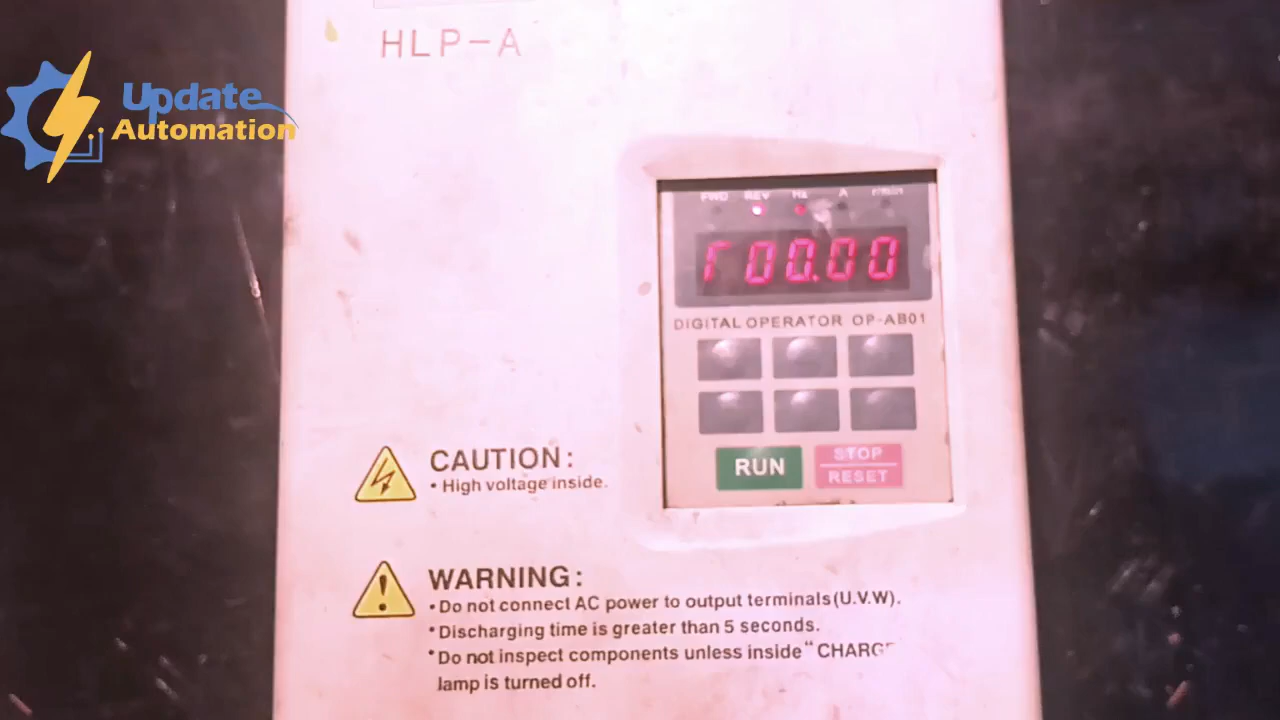 HLP-A
Update
Automation
FWD REV Hz A r/min
r00.00
DIGITAL OPERATOR OP-AB01
RUN
STOP
RESET
CAUTION:
• High voltage inside.
WARNING:
• Do not connect AC power to output terminals(U.V.W).
• Discharging time is greater than 5 seconds.
• Do not inspect components unless inside "CHARGE
lamp is turned off.